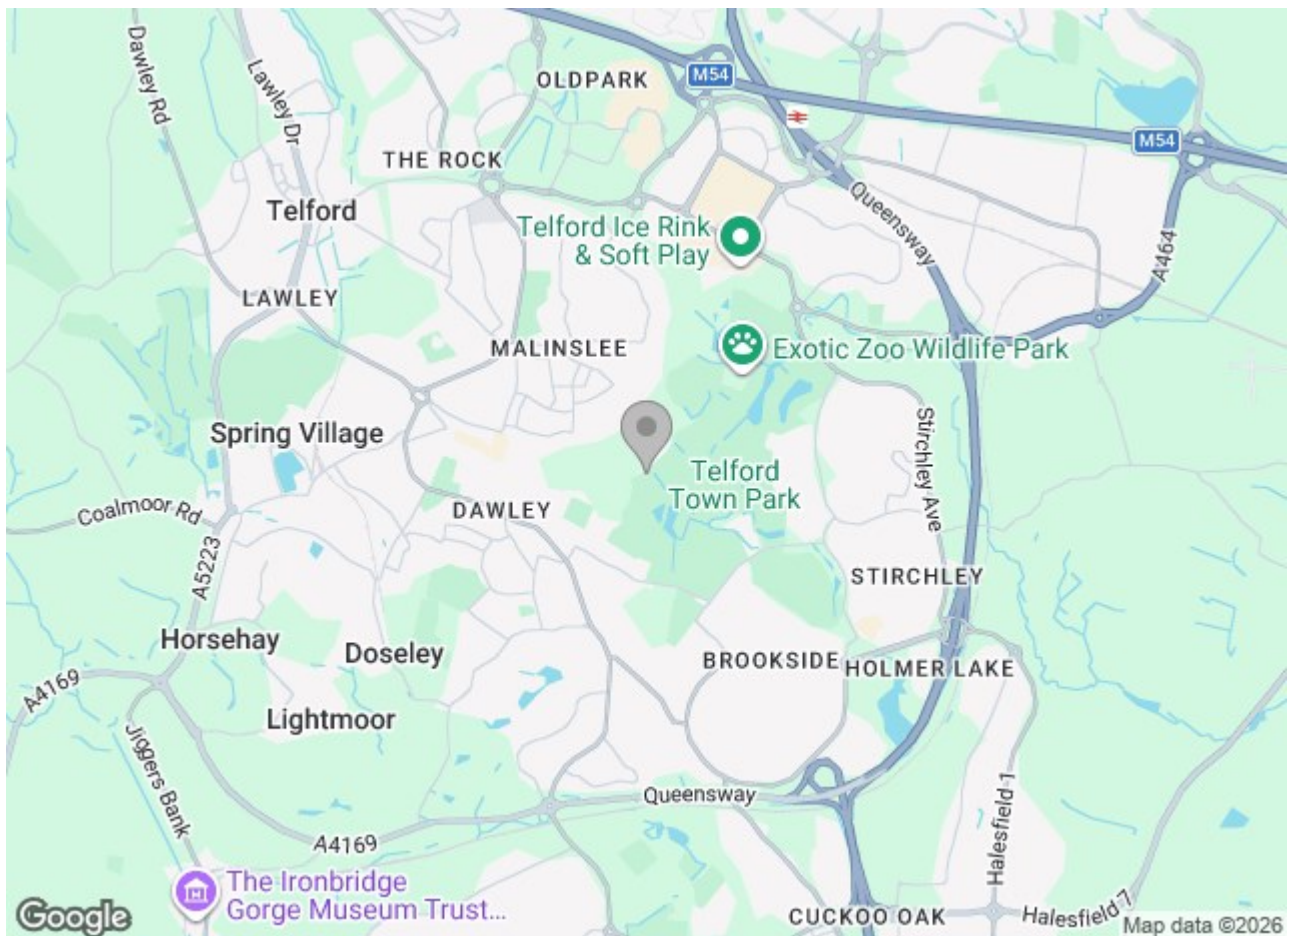 Dawley Rd
Lawley Dr
OLDPARK
M54
M54
THE ROCK
Telford
Telford Ice Rink
& Soft Play
Queensway
A464
LAWLEY
MALINSLEE
Exotic Zoo Wildlife Park
Spring Village
Stirchley Ave
Telford
Town Park
Coalmoor Rd
DAWLEY
A5223
STIRCHLEY
Horsehay
Doseley
BROOKSIDE
HOLMER LAKE
A4169
Lightmoor
Jiggers Bank
Queensway
Halesfield 1
A4169
The Ironbridge
Gorge Museum Trust...
CUCKOO OAK
Halesfield 7
Google
Map data ©2026